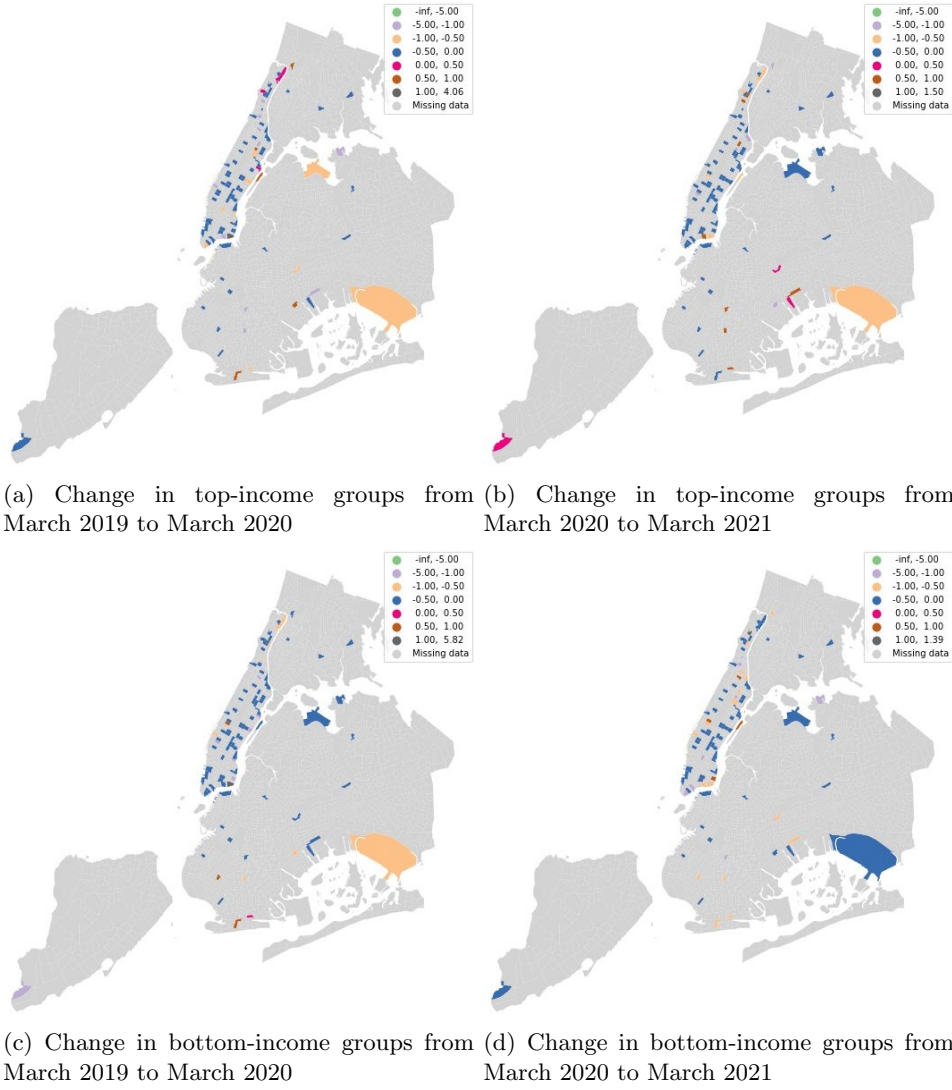 -inf, -5.00
-5.00, -1.00
-1.00, -0.50
-0.50, 0.00
0.00, 0.50
0.50, 1.00
1.00, 4.06
Missing data
-inf, -5.00
-5.00, -1.00
-1.00, -0.50
-0.50, 0.00
0.00, 0.50
0.50, 1.00
1.00, 1.50
Missing data
(a) Change in top-income groups from
March 2019 to March 2020
(b) Change in top-income groups from
March 2020 to March 2021
-inf, -5.00
-5.00, -1.00
-1.00, -0.50
-0.50, 0.00
0.00, 0.50
0.50, 1.00
1.00, 5.82
Missing data
-inf, -5.00
-5.00, -1.00
-1.00, -0.50
-0.50, 0.00
0.00, 0.50
0.50, 1.00
1.00, 1.39
Missing data
(c) Change in bottom-income groups from
March 2019 to March 2020
(d) Change in bottom-income groups from
March 2020 to March 2021